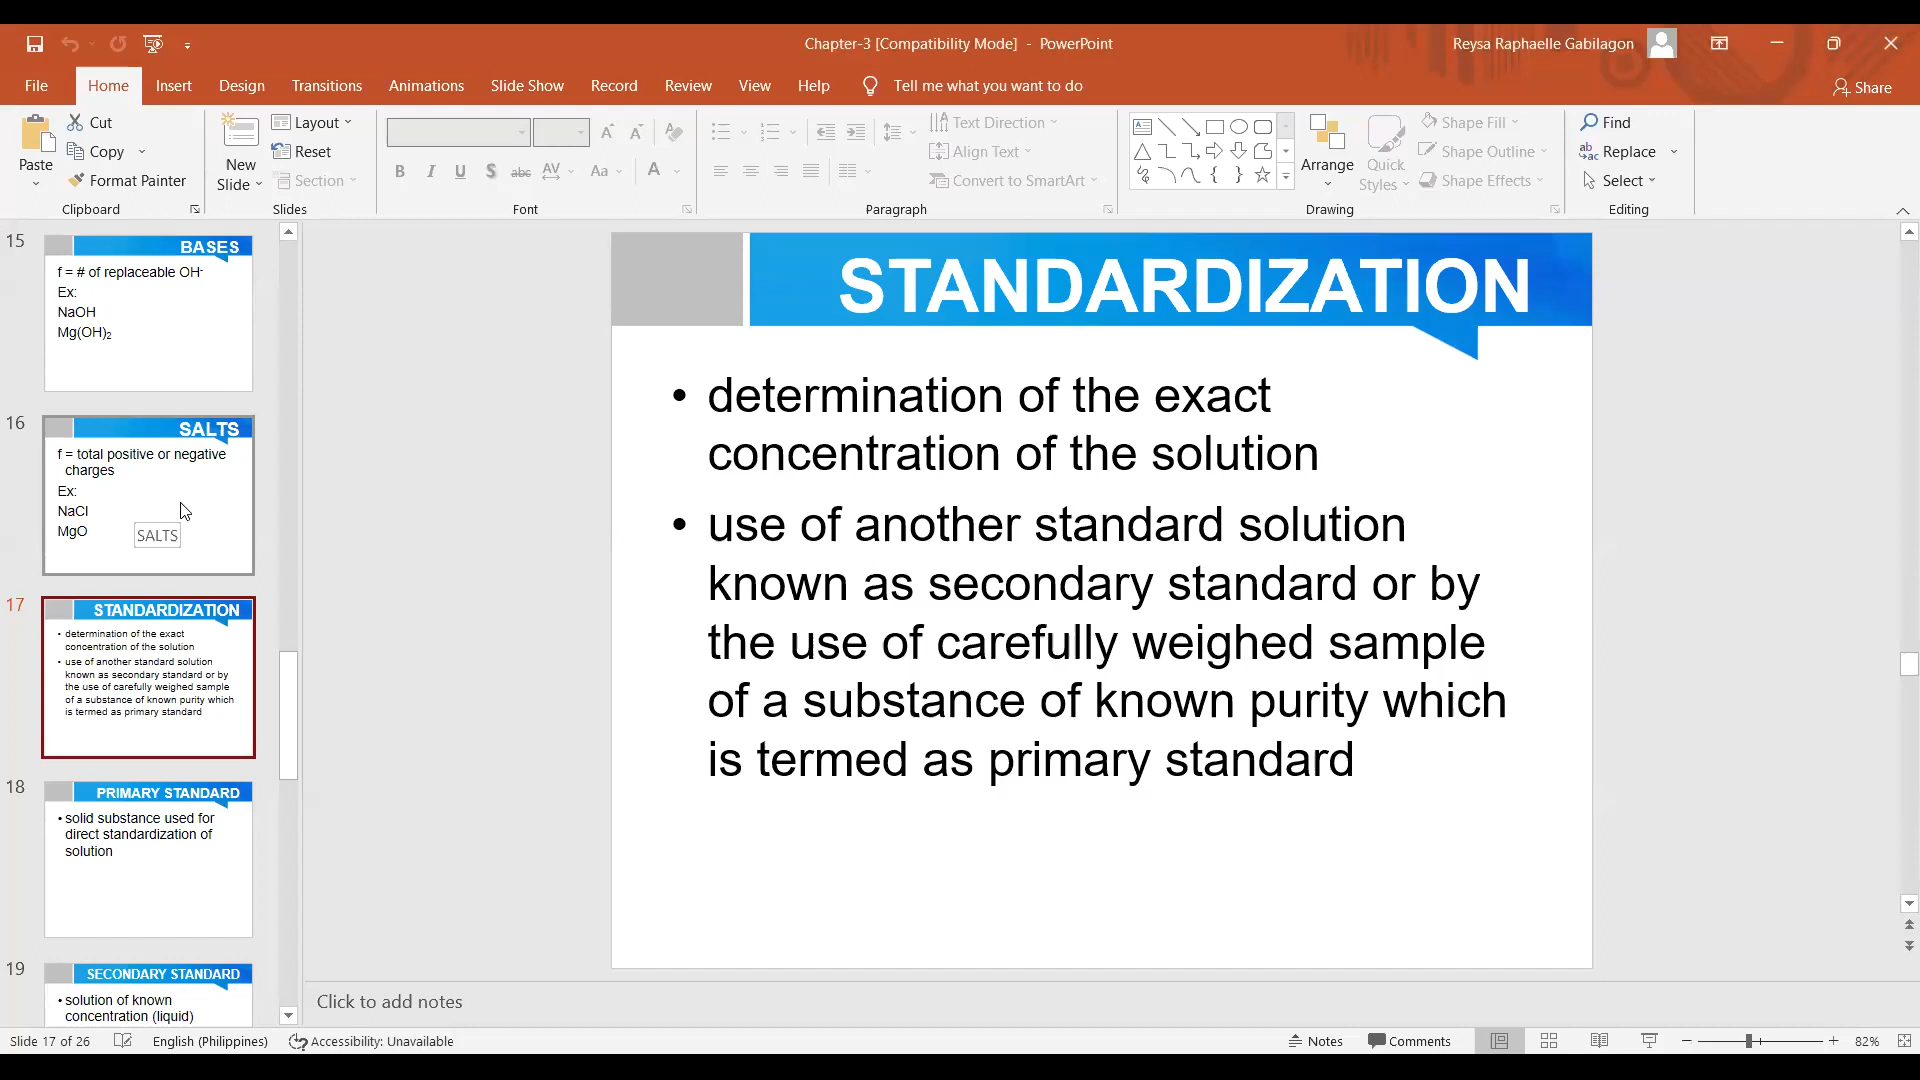 Chapter-3 [Compatibility Mode] - PowerPoint
Reysa Raphaelle Gabilagon
File Home Insert Design Transitions Animations Slide Show Record Review View Help Tell me what you want to do
Share
Paste
Cut
Copy
Format Painter
Clipboard
New
Slide
Layout
Reset
Section
Slides
B I U S abc AV Aa A
Font
Text Direction
Align Text
Convert to SmartArt
Paragraph
Arrange
Quick
Styles
Shape Fill
Shape Outline
Shape Effects
Drawing
Find
Replace
Select
Editing
15
BASES
f = # of replaceable OH-
Ex:
NaOH
Mg(OH)2
16
SALTS
f = total positive or negative
charges
Ex:
NaCl
MgO
SALTS
17
STANDARDIZATION
• determination of the exact
concentration of the solution
• use of another standard solution
known as secondary standard or by
the use of carefully weighed sample
of a substance of known purity which
is termed as primary standard
18
PRIMARY STANDARD
• solid substance used for
direct standardization of
solution
19
SECONDARY STANDARD
• solution of known
concentration (liquid)
STANDARDIZATION
• determination of the exact
concentration of the solution
• use of another standard solution
known as secondary standard or by
the use of carefully weighed sample
of a substance of known purity which
is termed as primary standard
Click to add notes
Slide 17 of 26 English (Philippines) Accessibility: Unavailable
Notes Comments 82%